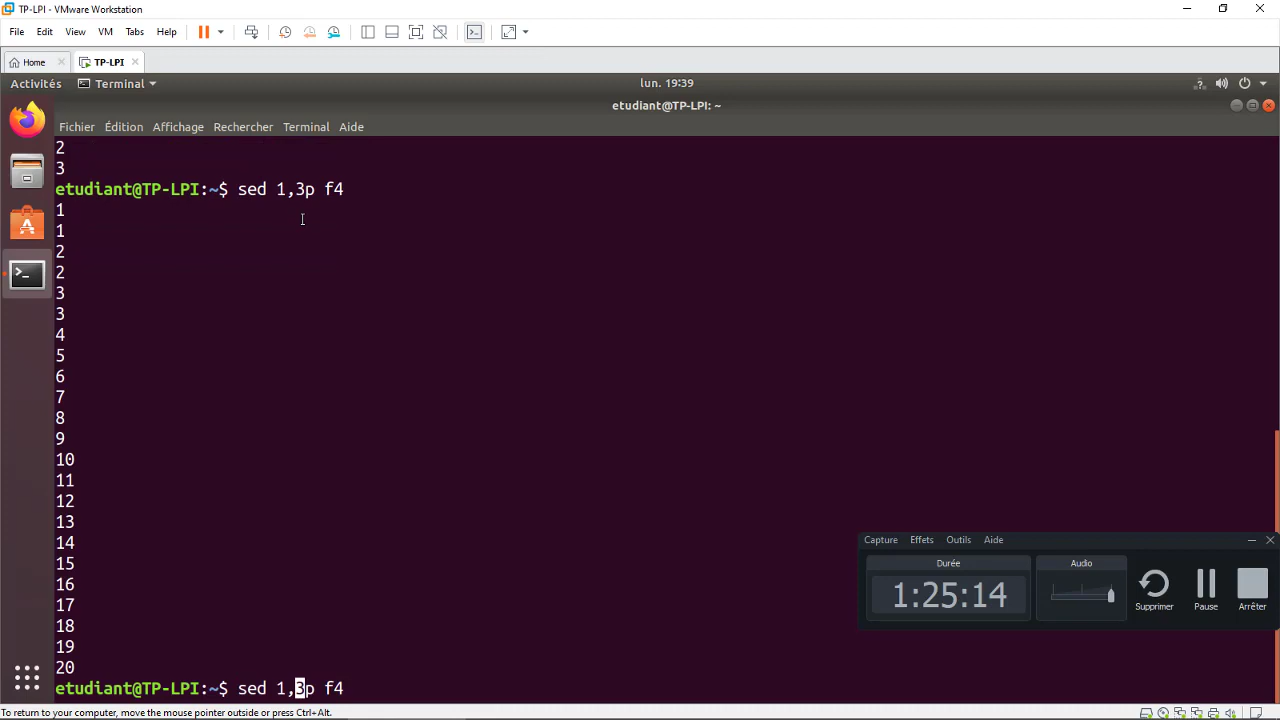 TP-LPI - VMware Workstation
File Edit View VM Tabs Help
Home TP-LPI
Activités Terminal lun. 19:39
etudiant@TP-LPI: ~
Fichier Édition Affichage Rechercher Terminal Aide
2
3
etudiant@TP-LPI:~$ sed 1,3p f4
1
1
2
2
3
3
4
5
6
7
8
9
10
11
12
13
14
15
16
17
18
19
20
etudiant@TP-LPI:~$ sed 1,3p f4
Capture Effets Outils Aide
Durée Audio
1:25:14
Supprimer Pause Arrêter
To return to your computer, move the mouse pointer outside or press Ctrl+Alt.